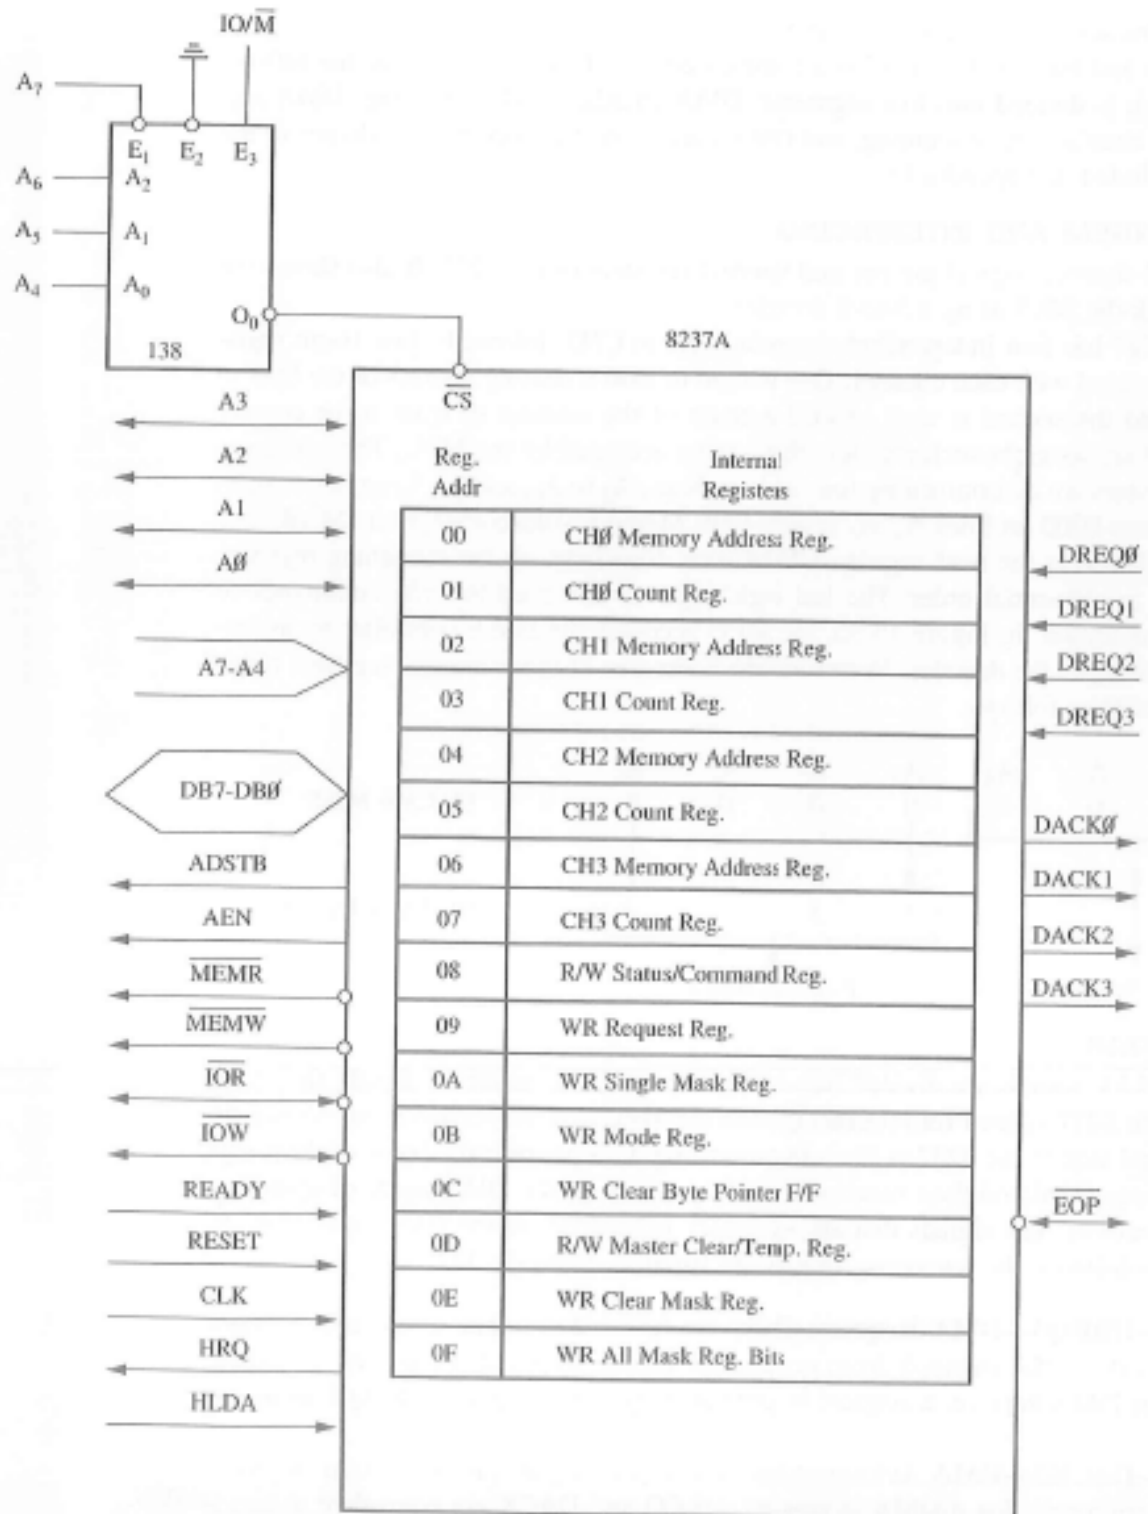 IO/M̅
A₇
E₁ E₂ E₃
A₆ A₂
A₅ A₁
A₄ A₀
O₀
138
8237A
C̅S̅
A3
A2
A1
AØ
A7-A4
DB7-DBØ
ADSTB
AEN
M̅E̅M̅R̅
M̅E̅M̅W̅
I̅O̅R̅
I̅O̅W̅
READY
RESET
CLK
HRQ
HLDA
Reg.
Addr
Internal
Registers
00 CHØ Memory Address Reg.
01 CHØ Count Reg.
02 CH1 Memory Address Reg.
03 CH1 Count Reg.
04 CH2 Memory Address Reg.
05 CH2 Count Reg.
06 CH3 Memory Address Reg.
07 CH3 Count Reg.
08 R/W Status/Command Reg.
09 WR Request Reg.
0A WR Single Mask Reg.
0B WR Mode Reg.
0C WR Clear Byte Pointer F/F
0D R/W Master Clear/Temp. Reg.
0E WR Clear Mask Reg.
0F WR All Mask Reg. Bits
DREQØ
DREQ1
DREQ2
DREQ3
DACKØ
DACK1
DACK2
DACK3
E̅O̅P̅